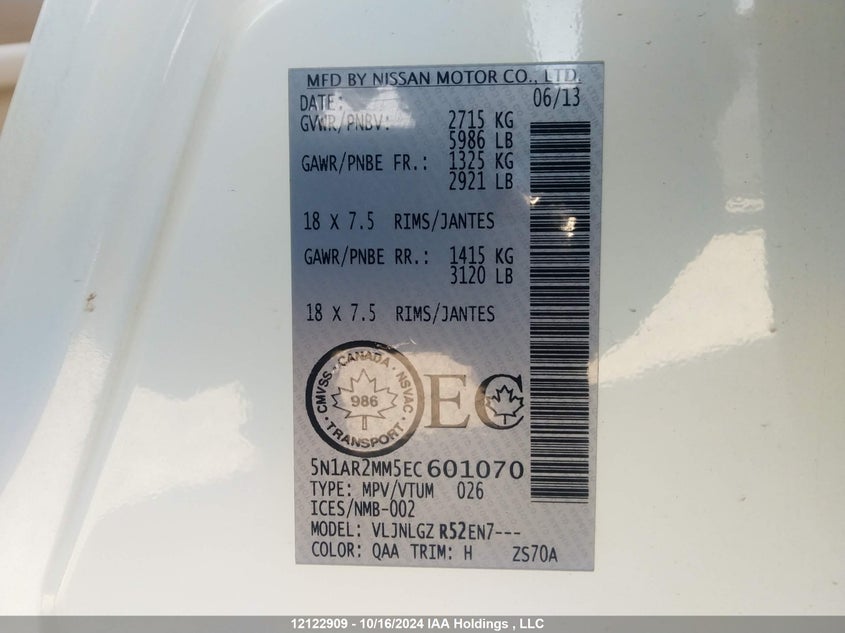 MFD BY NISSAN MOTOR CO., LTD.
DATE: 06/13
GVWR/PNBV: 2715 KG
5986 LB
GAWR/PNBE FR.: 1325 KG
2921 LB
18 X 7.5 RIMS/JANTES
GAWR/PNBE RR.: 1415 KG
3120 LB
18 X 7.5 RIMS/JANTES
CMVSS · CANADA · NSVAC · TRANSPORT ·
986
EC
5N1AR2MM5EC601070
TYPE: MPV/VTUM 026
ICES/NMB-002
MODEL: VLJNLGZ R52EN7---
COLOR: QAA TRIM: H ZS70A
12122909 - 10/16/2024 IAA Holdings , LLC